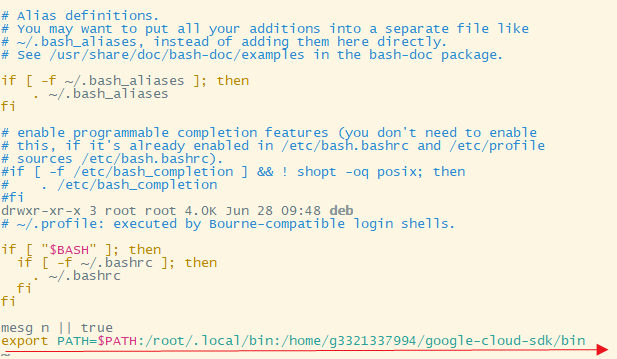 # Alias definitions.
# You may want to put all your additions into a separate file like
# ~/.bash_aliases, instead of adding them here directly.
# See /usr/share/doc/bash-doc/examples in the bash-doc package.

if [ -f ~/.bash_aliases ]; then
    . ~/.bash_aliases
fi

# enable programmable completion features (you don't need to enable
# this, if it's already enabled in /etc/bash.bashrc and /etc/profile
# sources /etc/bash.bashrc).
#if [ -f /etc/bash_completion ] && ! shopt -oq posix; then
#    . /etc/bash_completion
#fi
drwxr-xr-x 3 root root 4.0K Jun 28 09:48 deb
# ~/.profile: executed by Bourne-compatible login shells.

if [ "$BASH" ]; then
  if [ -f ~/.bashrc ]; then
    . ~/.bashrc
  fi
fi

mesg n || true
export PATH=$PATH:/root/.local/bin:/home/g3321337994/google-cloud-sdk/bin